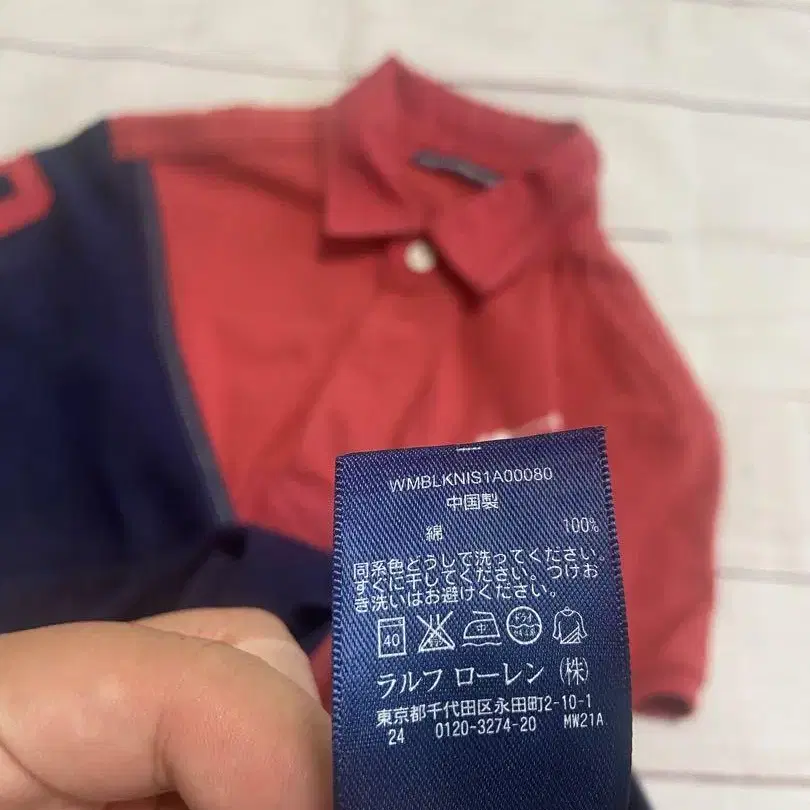 WMBLKNIS1A00080
中国製
綿 100%
同系色どうしで洗ってください。
すぐに干してください。つけお
き洗いはお避けください。
40
ラルフ ローレン (株)
東京都千代田区永田町2-10-1
24 0120-3274-20 MW21A